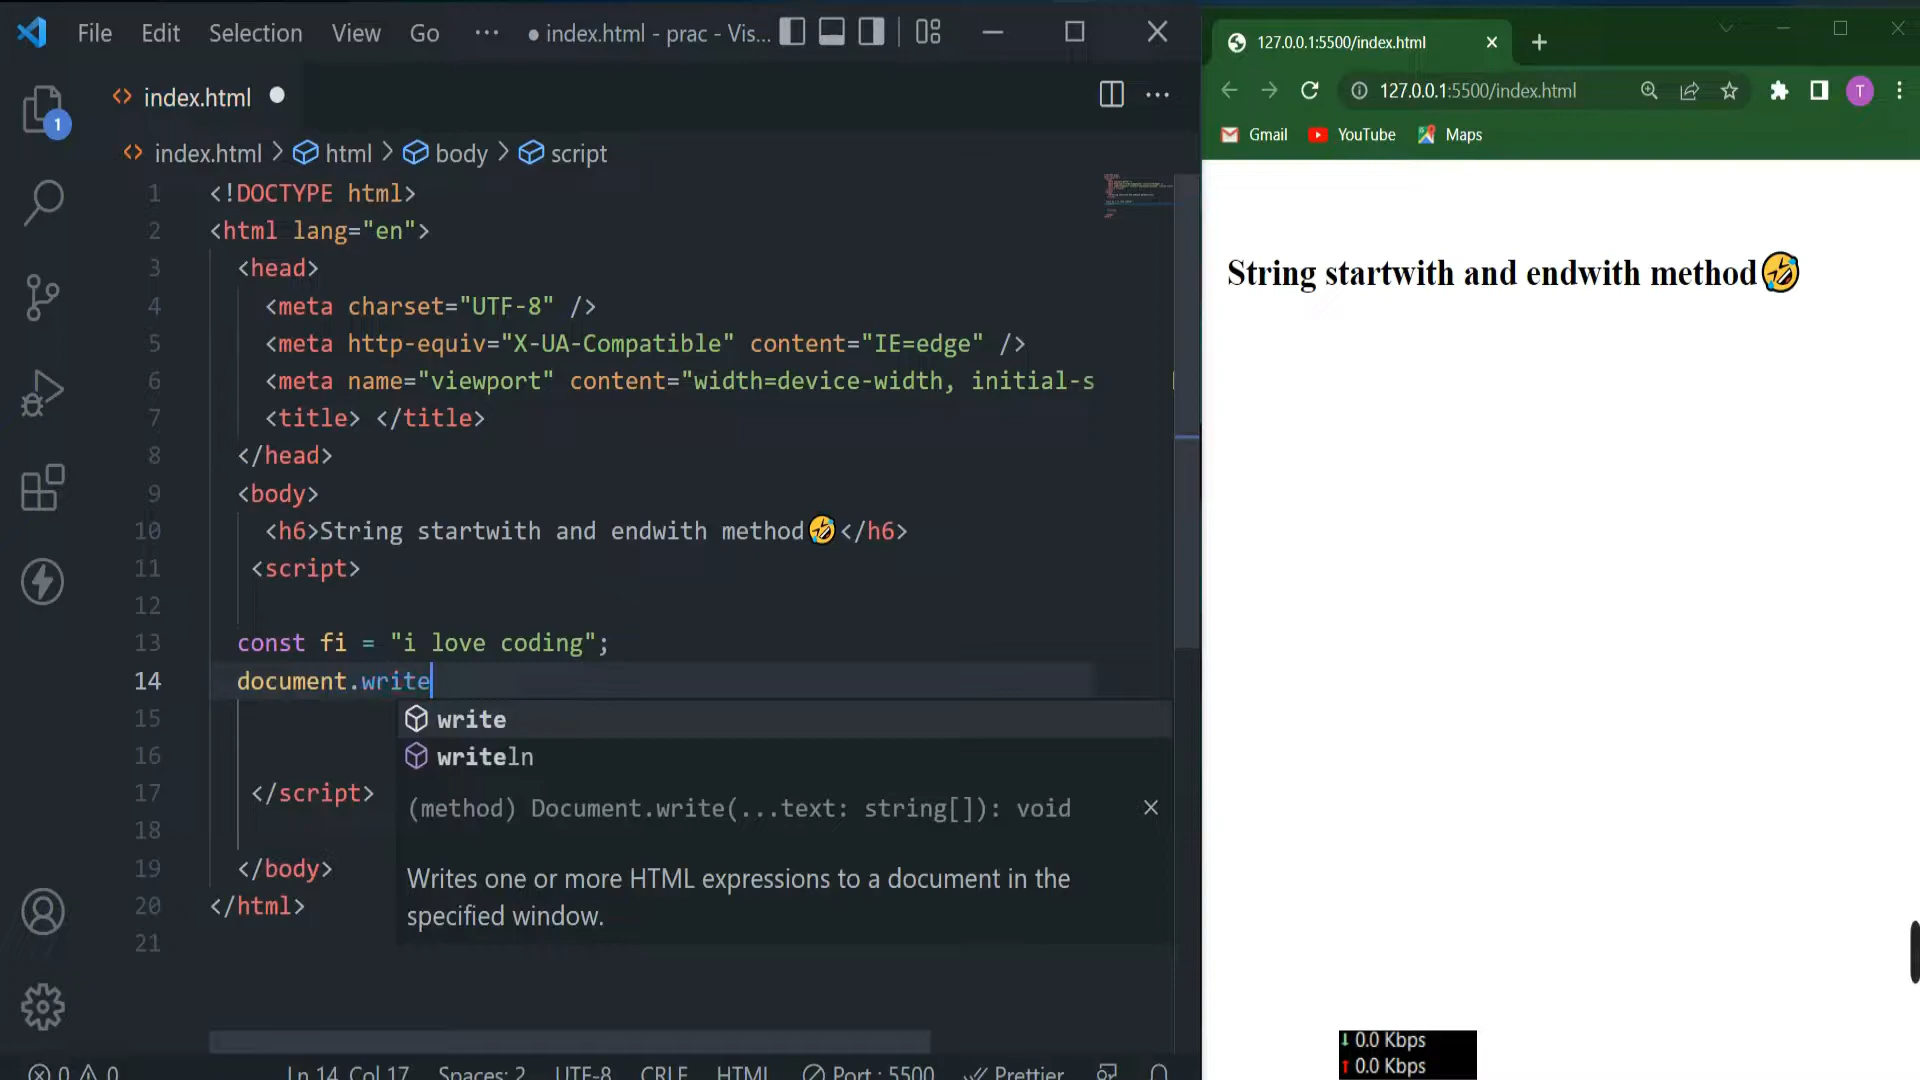 File Edit Selection View Go ··· ● index.html - prac - Vis...
index.html ●
index.html > html > body > script
1 <!DOCTYPE html>
2 <html lang="en">
3 <head>
4 <meta charset="UTF-8" />
5 <meta http-equiv="X-UA-Compatible" content="IE=edge" />
6 <meta name="viewport" content="width=device-width, initial-s
7 <title> </title>
8 </head>
9 <body>
10 <h6>String startwith and endwith method🤣</h6>
11 <script>
12
13 const fi = "i love coding";
14 document.write
write
writeln
(method) Document.write(...text: string[]): void
Writes one or more HTML expressions to a document in the
specified window.
15
16
17 </script>
18
19 </body>
20 </html>
21
1
0 0 Ln 14, Col 17 Spaces: 2 UTF-8 CRLF HTML Port : 5500 Prettier
127.0.0.1:5500/index.html
127.0.0.1:5500/index.html
T
Gmail YouTube Maps
String startwith and endwith method🤣
↓ 0.0 Kbps
↑ 0.0 Kbps